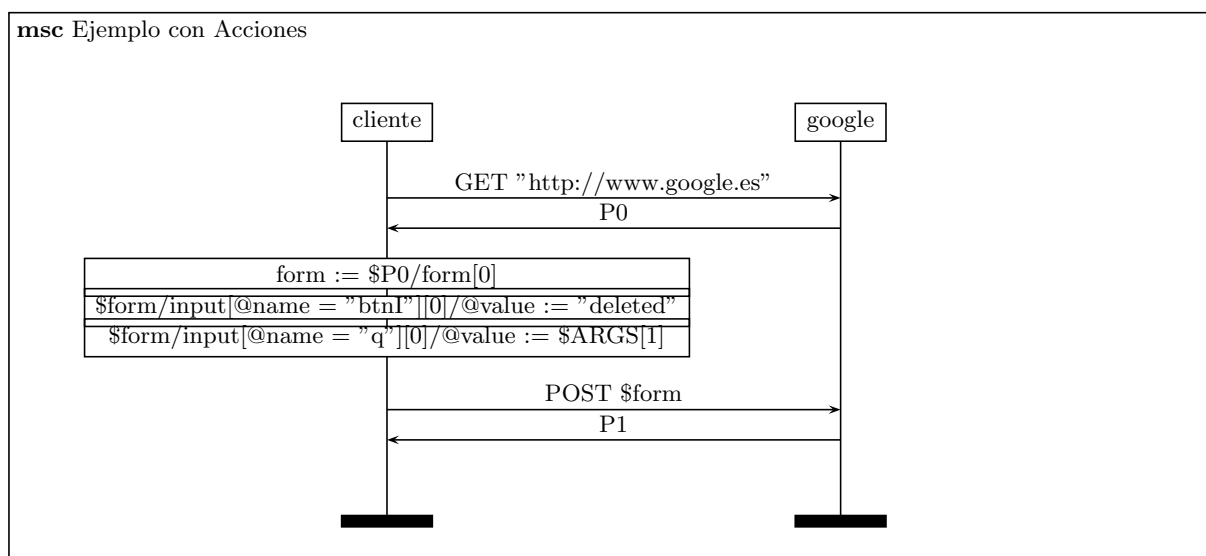 msc Ejemplo con Acciones
cliente
google
GET ”http://www.google.es”
P0
form := $P0/form[0]
$form/input[@name = ”btnI”][0]/@value := ”deleted”
$form/input[@name = ”q”][0]/@value := $ARGS[1]
POST $form
P1